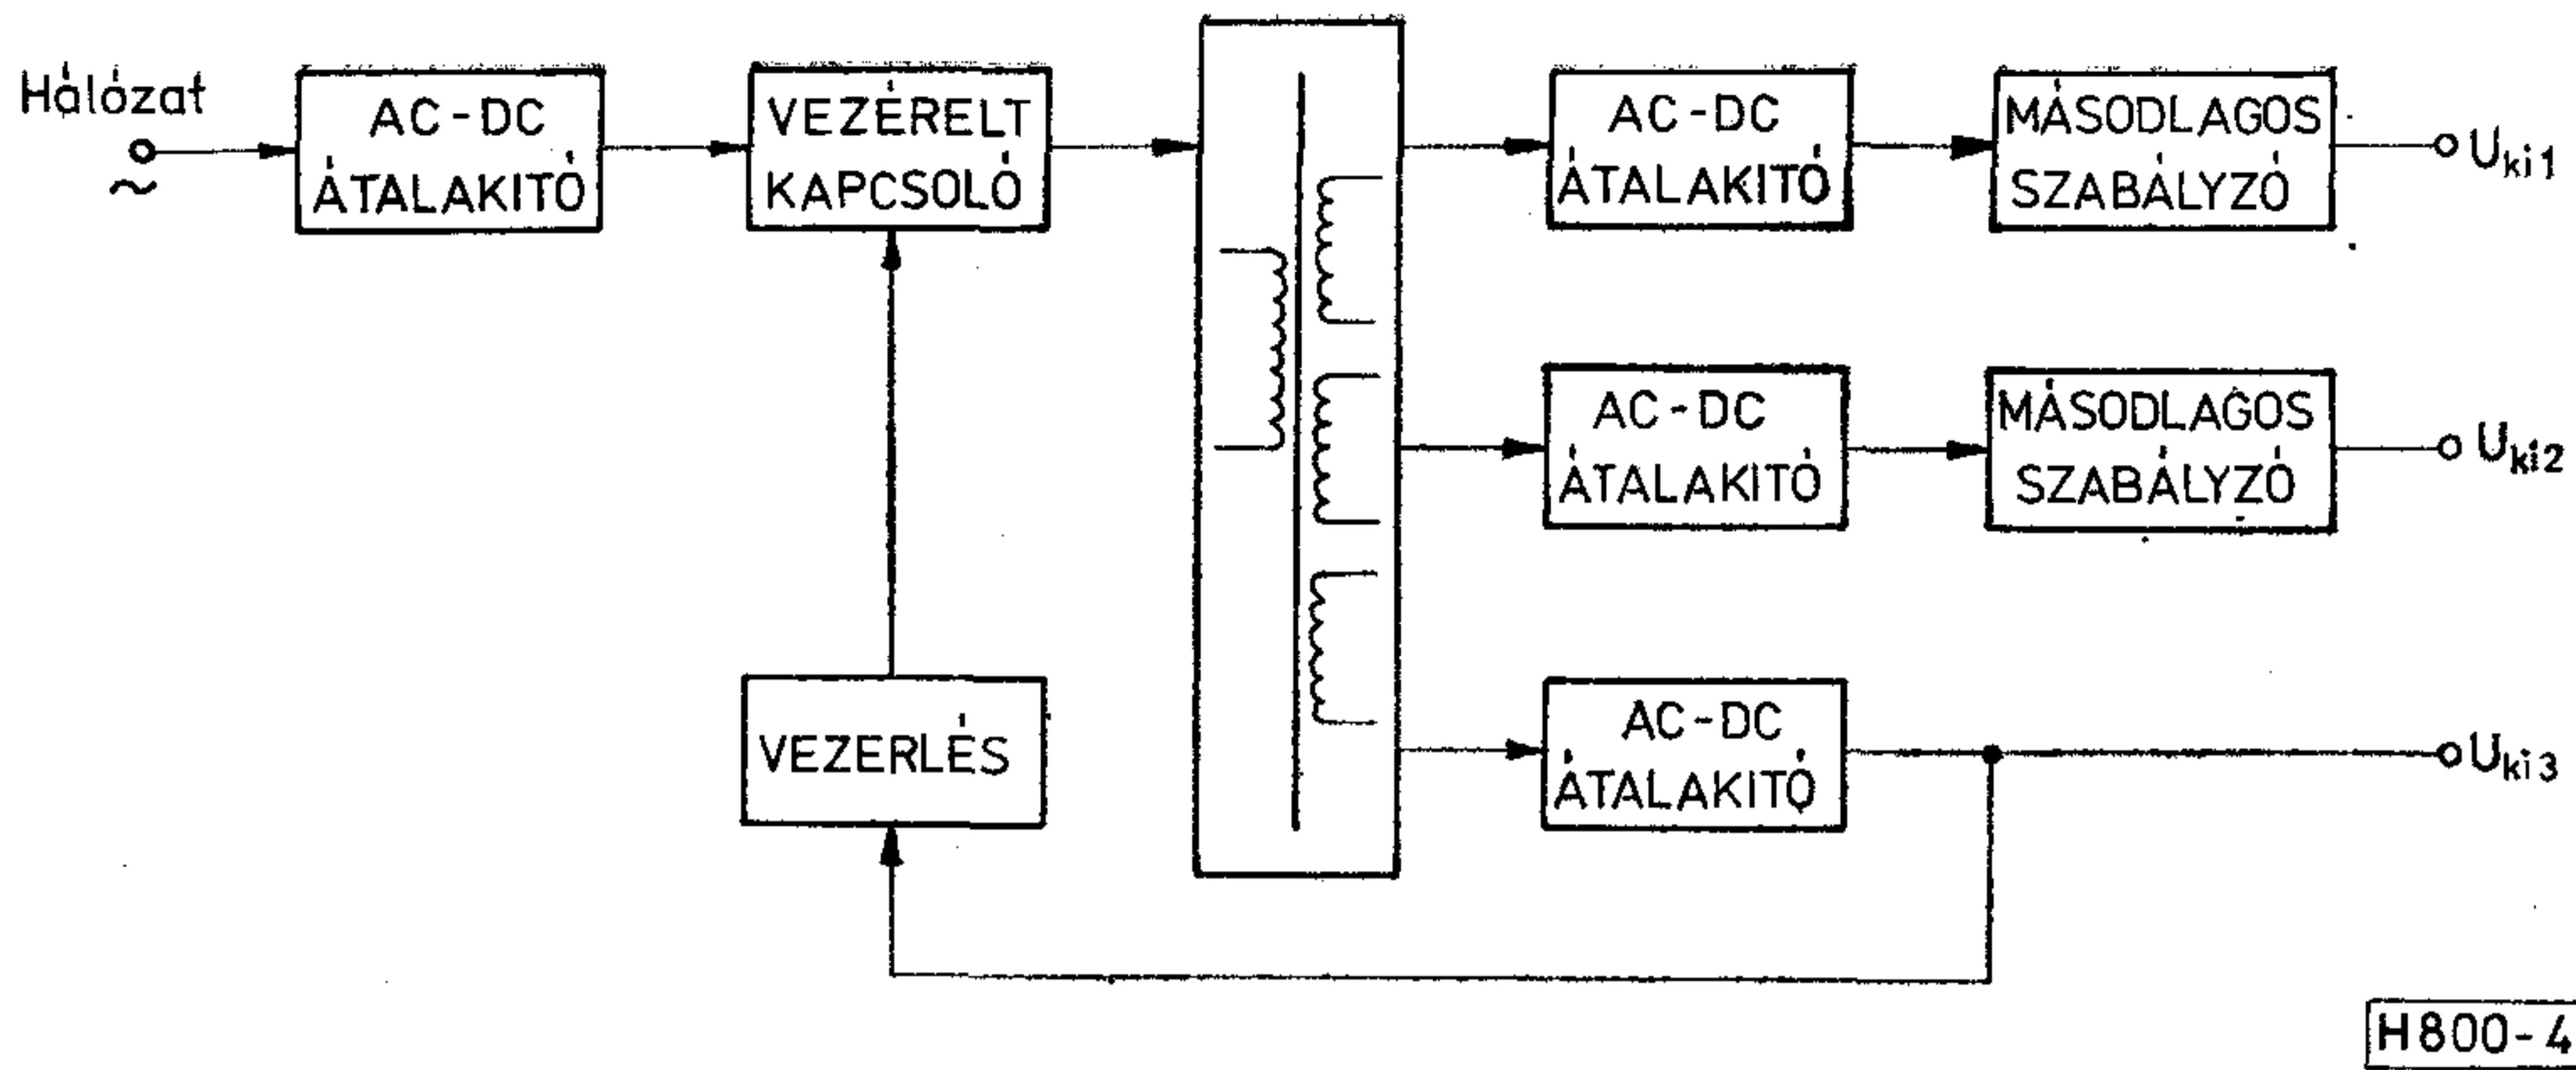 Hálózat
~
AC-DC
ÁTALAKITÓ
VEZÉRELT
KAPCSOLÓ
AC-DC
ÁTALAKITÓ
MÁSODLAGOS
SZABÁLYZÓ
Uki1
AC-DC
ÁTALAKITÓ
MÁSODLAGOS
SZABÁLYZÓ
Uki2
VEZERLÉS
AC-DC
ÁTALAKITÓ
Uki3
H800-4